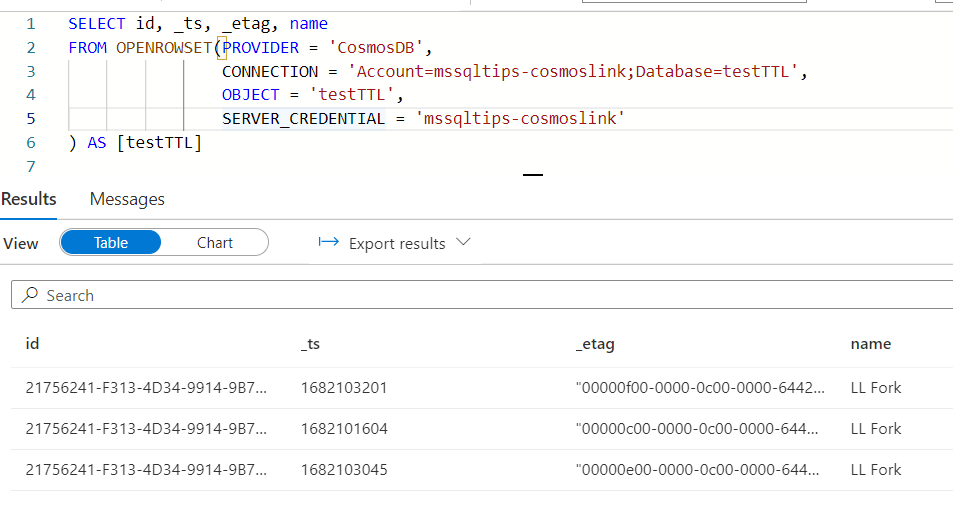 1 SELECT id, _ts, _etag, name
2 FROM OPENROWSET(PROVIDER = 'CosmosDB',
3 CONNECTION = 'Account=mssqltips-cosmoslink;Database=testTTL',
4 OBJECT = 'testTTL',
5 SERVER_CREDENTIAL = 'mssqltips-cosmoslink'
6 ) AS [testTTL]
7
Results Messages
View Table Chart Export results
Search
id _ts _etag name
21756241-F313-4D34-9914-9B7... 1682103201 "00000f00-0000-0c00-0000-6442... LL Fork
21756241-F313-4D34-9914-9B7... 1682101604 "00000c00-0000-0c00-0000-644... LL Fork
21756241-F313-4D34-9914-9B7... 1682103045 "00000e00-0000-0c00-0000-644... LL Fork